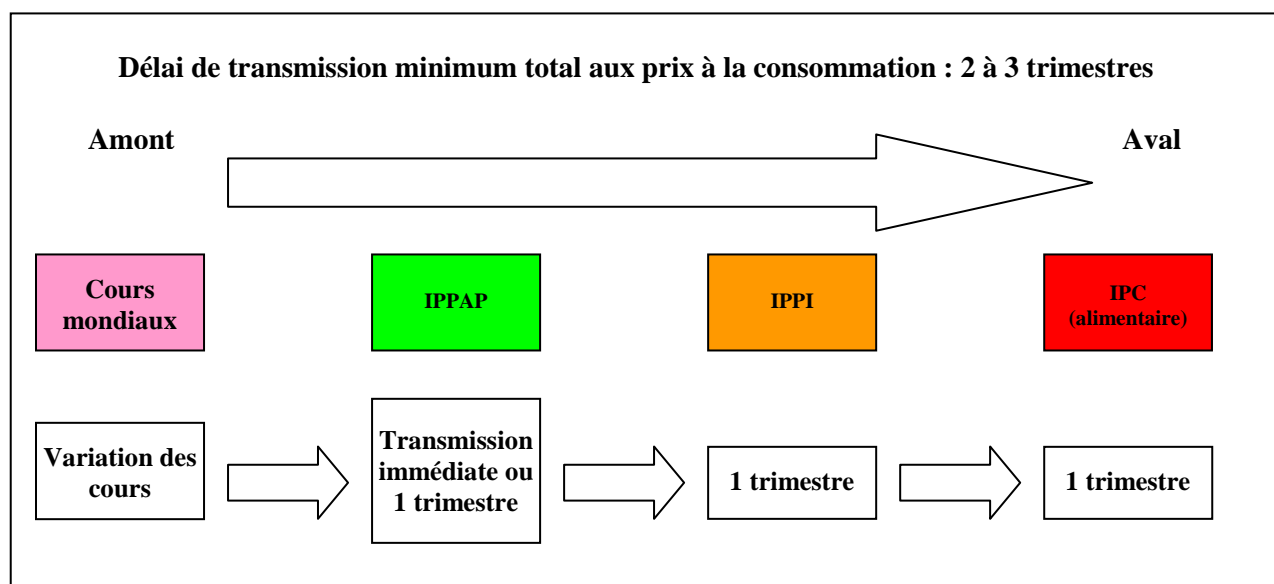 Délai de transmission minimum total aux prix à la consommation : 2 à 3 trimestres
Amont
Aval
Cours
mondiaux
IPPAP
IPPI
IPC
(alimentaire)
Variation des
cours
Transmission
immédiate ou
1 trimestre
1 trimestre
1 trimestre